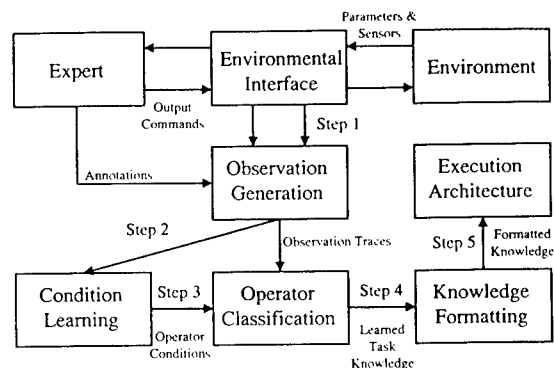 Parameters &
Sensors
Expert
Environmental
Interface
Environment
Output
Commands
Step 1
Annotations
Observation
Generation
Execution
Architecture
Step 2
Observation Traces
Step 5
Formatted
Knowledge
Condition
Learning
Step 3
Operator
Conditions
Operator
Classification
Step 4
Learned
Task
Knowledge
Knowledge
Formatting